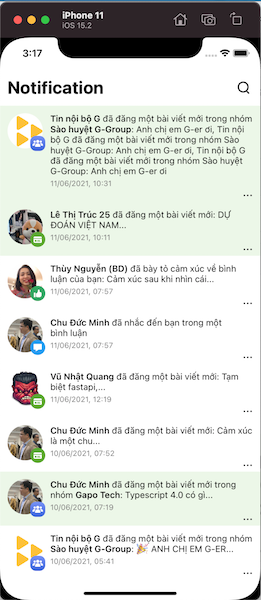 iPhone 11
iOS 15.2
3:17
Notification
Tin nội bộ G đã đăng một bài viết mới trong nhóm
Sào huyệt G-Group: Anh chị em G-er ơi, Tin nội
bộ G đã đăng một bài viết mới trong nhóm Sào
huyệt G-Group: Anh chị em G-er ơi, Tin nội bộ G
đã đăng một bài viết mới trong nhóm Sào huyệt
G-Group: Anh chị em G-er ơi
11/06/2021, 10:31
...
Lê Thị Trúc 25 đã đăng một bài viết mới: DỰ
ĐOÁN VIỆT NAM...
11/06/2021, 10:11
...
Thùy Nguyễn (BD) đã bày tỏ cảm xúc về bình
luận của bạn: Cảm xúc sau khi nhìn cái...
11/06/2021, 07:57
...
Chu Đức Minh đã nhắc đến bạn trong một
bình luận
11/06/2021, 07:57
...
Vũ Nhật Quang đã đăng một bài viết mới: Tạm
biệt fastapi,...
11/06/2021, 12:19
...
Chu Đức Minh đã đăng một bài viết mới: Cảm xúc
là một chu...
10/06/2021, 07:52
...
Chu Đức Minh đã đăng một bài viết mới trong
nhóm Gapo Tech: Typescript 4.0 có gì...
10/06/2021, 07:19
...
Tin nội bộ G đã đăng một bài viết mới trong nhóm
Sào huyệt G-Group: 🎉 ANH CHỊ EM G-ER...
10/06/2021, 05:41
...